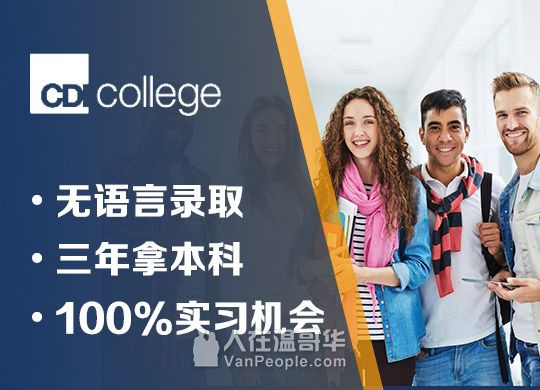 CD college
• 无语言录取
• 三年拿本科
• 100%实习机会
人在温哥华
VanPeople.com